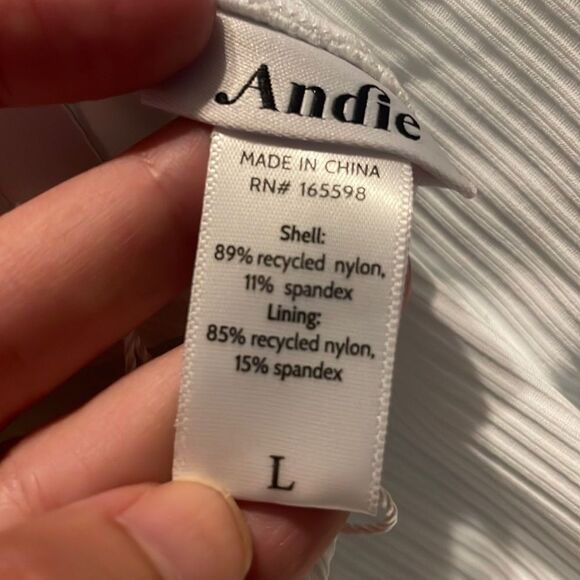 Andie
MADE IN CHINA
RN# 165598
Shell:
89% recycled nylon,
11% spandex
Lining:
85% recycled nylon,
15% spandex
L